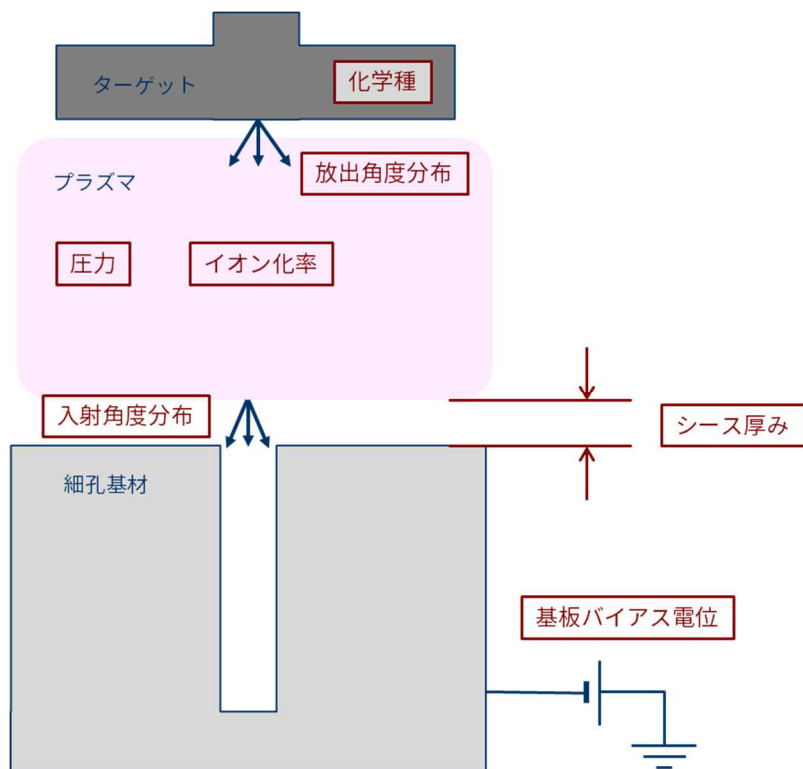 ターゲット
化学種
放出角度分布
プラズマ
圧力
イオン化率
入射角度分布
シース厚み
細孔基材
基板バイアス電位